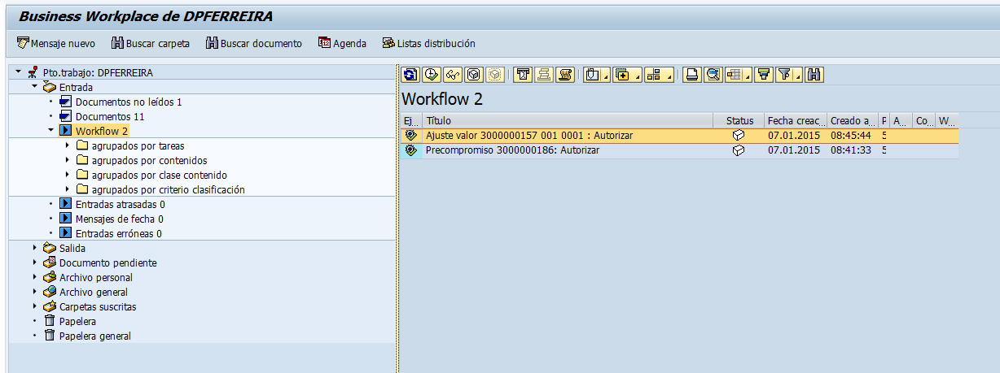 Business Workplace de DPFERREIRA
Mensaje nuevo Buscar carpeta Buscar documento Agenda Listas distribución
Pto.trabajo: DPFERREIRA
Entrada
Documentos no leídos 1
Documentos 11
Workflow 2
agrupados por tareas
agrupados por contenidos
agrupados por clase contenido
agrupados por criterio clasificación
Entradas atrasadas 0
Mensajes de fecha 0
Entradas erróneas 0
Salida
Documento pendiente
Archivo personal
Archivo general
Carpetas suscritas
Papelera
Papelera general
Workflow 2
Ej... Título Status Fecha creac... Creado a... P A... Co... W...
Ajuste valor 3000000157 001 0001 : Autorizar 07.01.2015 08:45:44 5
Precompromiso 3000000186: Autorizar 07.01.2015 08:41:33 5